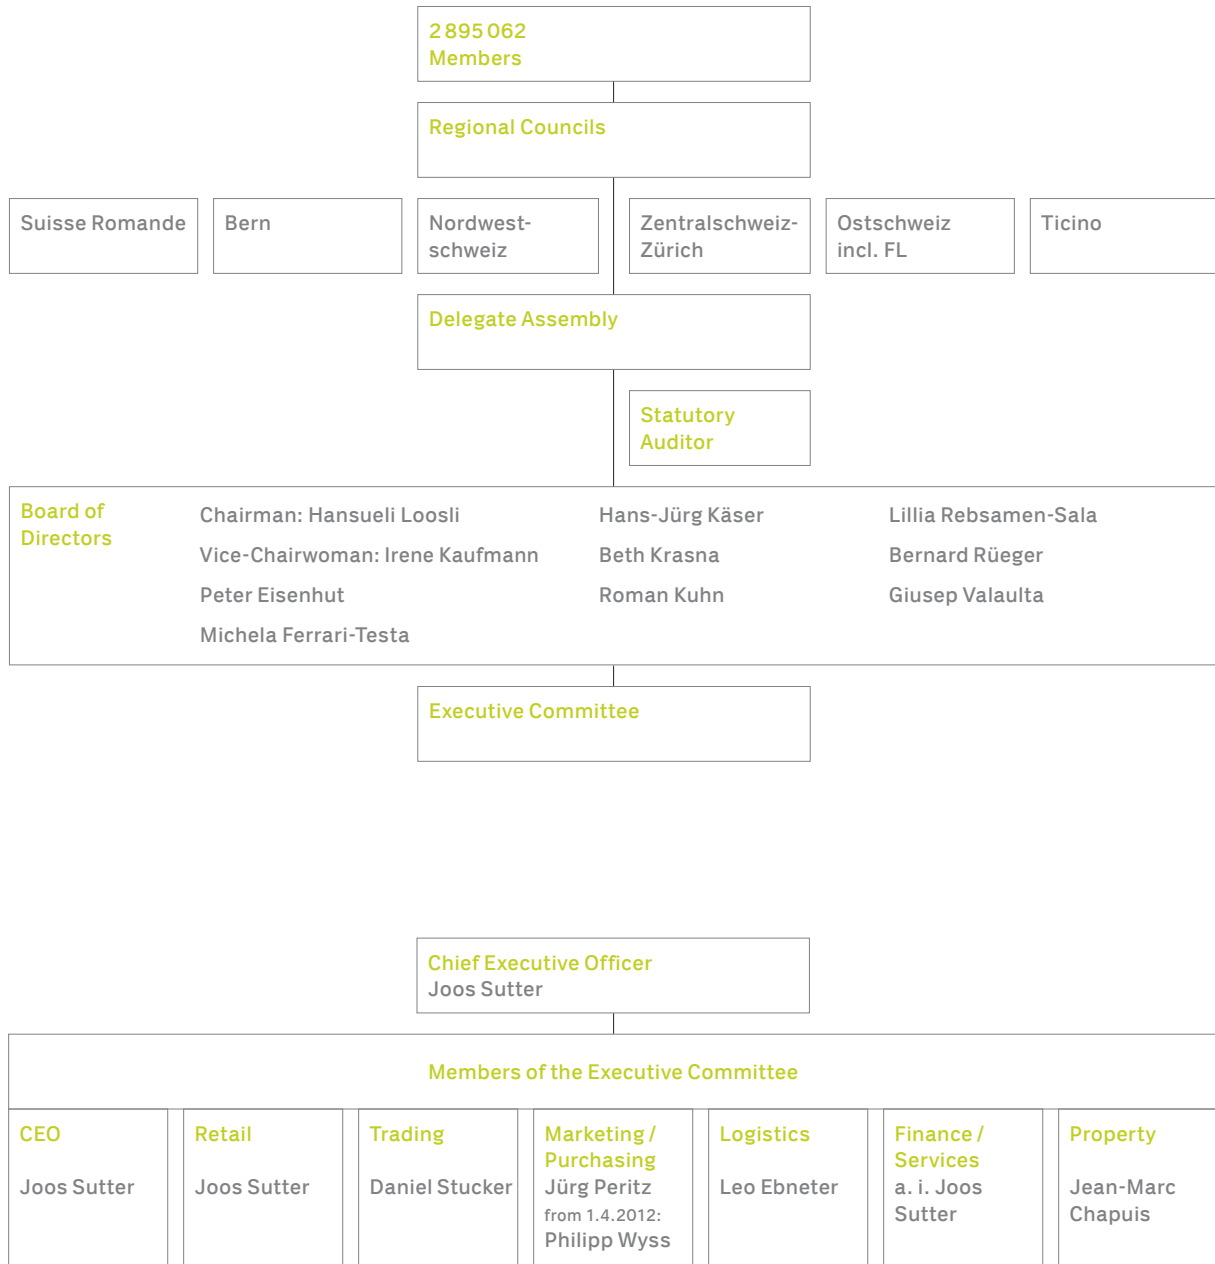 2 895 062
Members
Regional Councils
Suisse Romande
Bern
Nordwest-
schweiz
Zentralschweiz-
Zürich
Ostschweiz
incl. FL
Ticino
Delegate Assembly
Statutory
Auditor
Board of
Directors
Chairman: Hansueli Loosli
Vice-Chairwoman: Irene Kaufmann
Peter Eisenhut
Michela Ferrari-Testa
Hans-Jürg Käser
Beth Krasna
Roman Kuhn
Lillia Rebsamen-Sala
Bernard Rüeger
Giusep Valaulta
Executive Committee
Chief Executive Officer
Joos Sutter
Members of the Executive Committee
CEO
Joos Sutter
Retail
Joos Sutter
Trading
Daniel Stucker
Marketing /
Purchasing
Jürg Peritz
from 1.4.2012:
Philipp Wyss
Logistics
Leo Ebneter
Finance /
Services
a. i. Joos
Sutter
Property
Jean-Marc
Chapuis